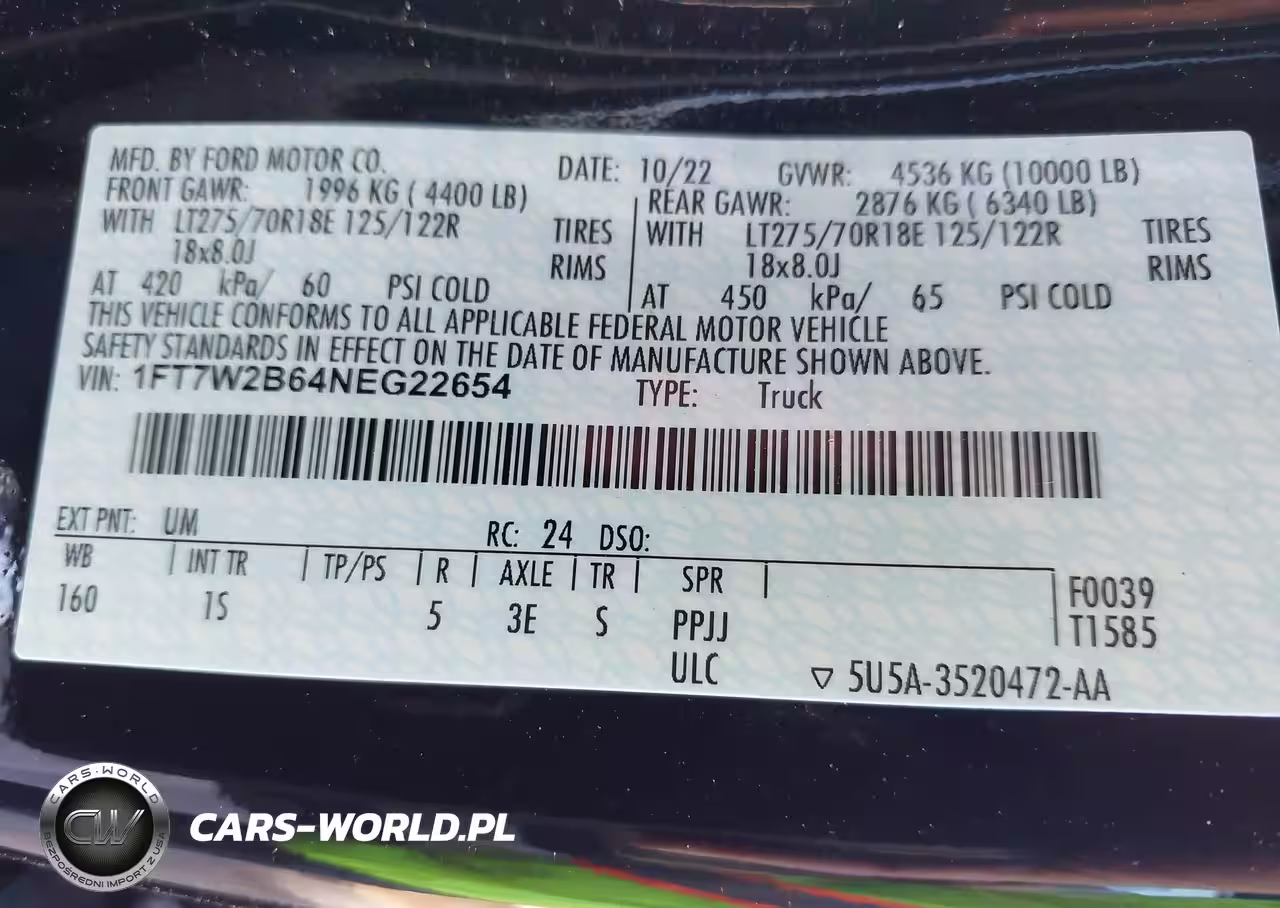 MFD. BY FORD MOTOR CO. DATE: 10/22 GVWR: 4536 KG (10000 LB)
FRONT GAWR: 1996 KG ( 4400 LB) REAR GAWR: 2876 KG ( 6340 LB)
WITH LT275/70R18E 125/122R TIRES WITH LT275/70R18E 125/122R TIRES
18x8.0J RIMS 18x8.0J RIMS
AT 420 kPa/ 60 PSI COLD AT 450 kPa/ 65 PSI COLD
THIS VEHICLE CONFORMS TO ALL APPLICABLE FEDERAL MOTOR VEHICLE
SAFETY STANDARDS IN EFFECT ON THE DATE OF MANUFACTURE SHOWN ABOVE.
VIN: 1FT7W2B64NEG22654 TYPE: Truck
EXT PNT: UM RC: 24 DSO:
WB INT TR TP/PS R AXLE TR SPR F0039
160 1S 5 3E S PPJJ T1585
ULC ▽ 5U5A-3520472-AA
CARS-WORLD
CW
BEZPOŚREDNI IMPORT Z USA
CARS-WORLD.PL